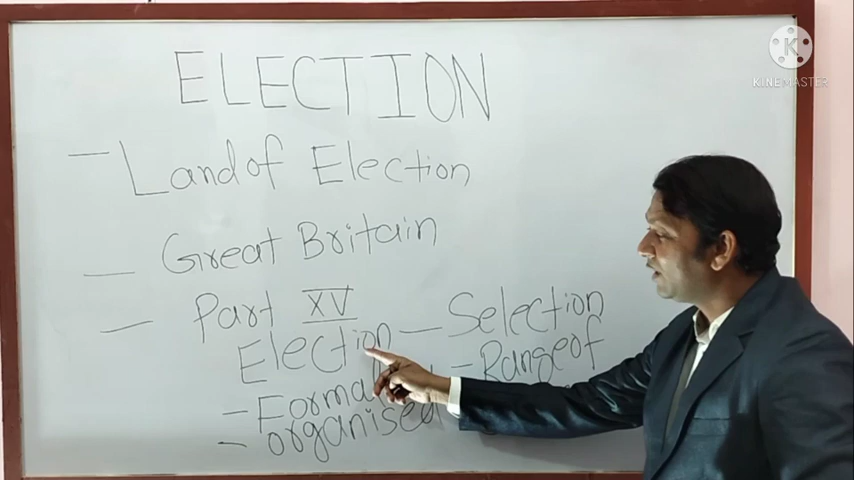 ELECTION
- Land of Election
- Great Britain
- Part XV
Election - Selection
- Formal - Range of
- organised
K
KINEMASTER